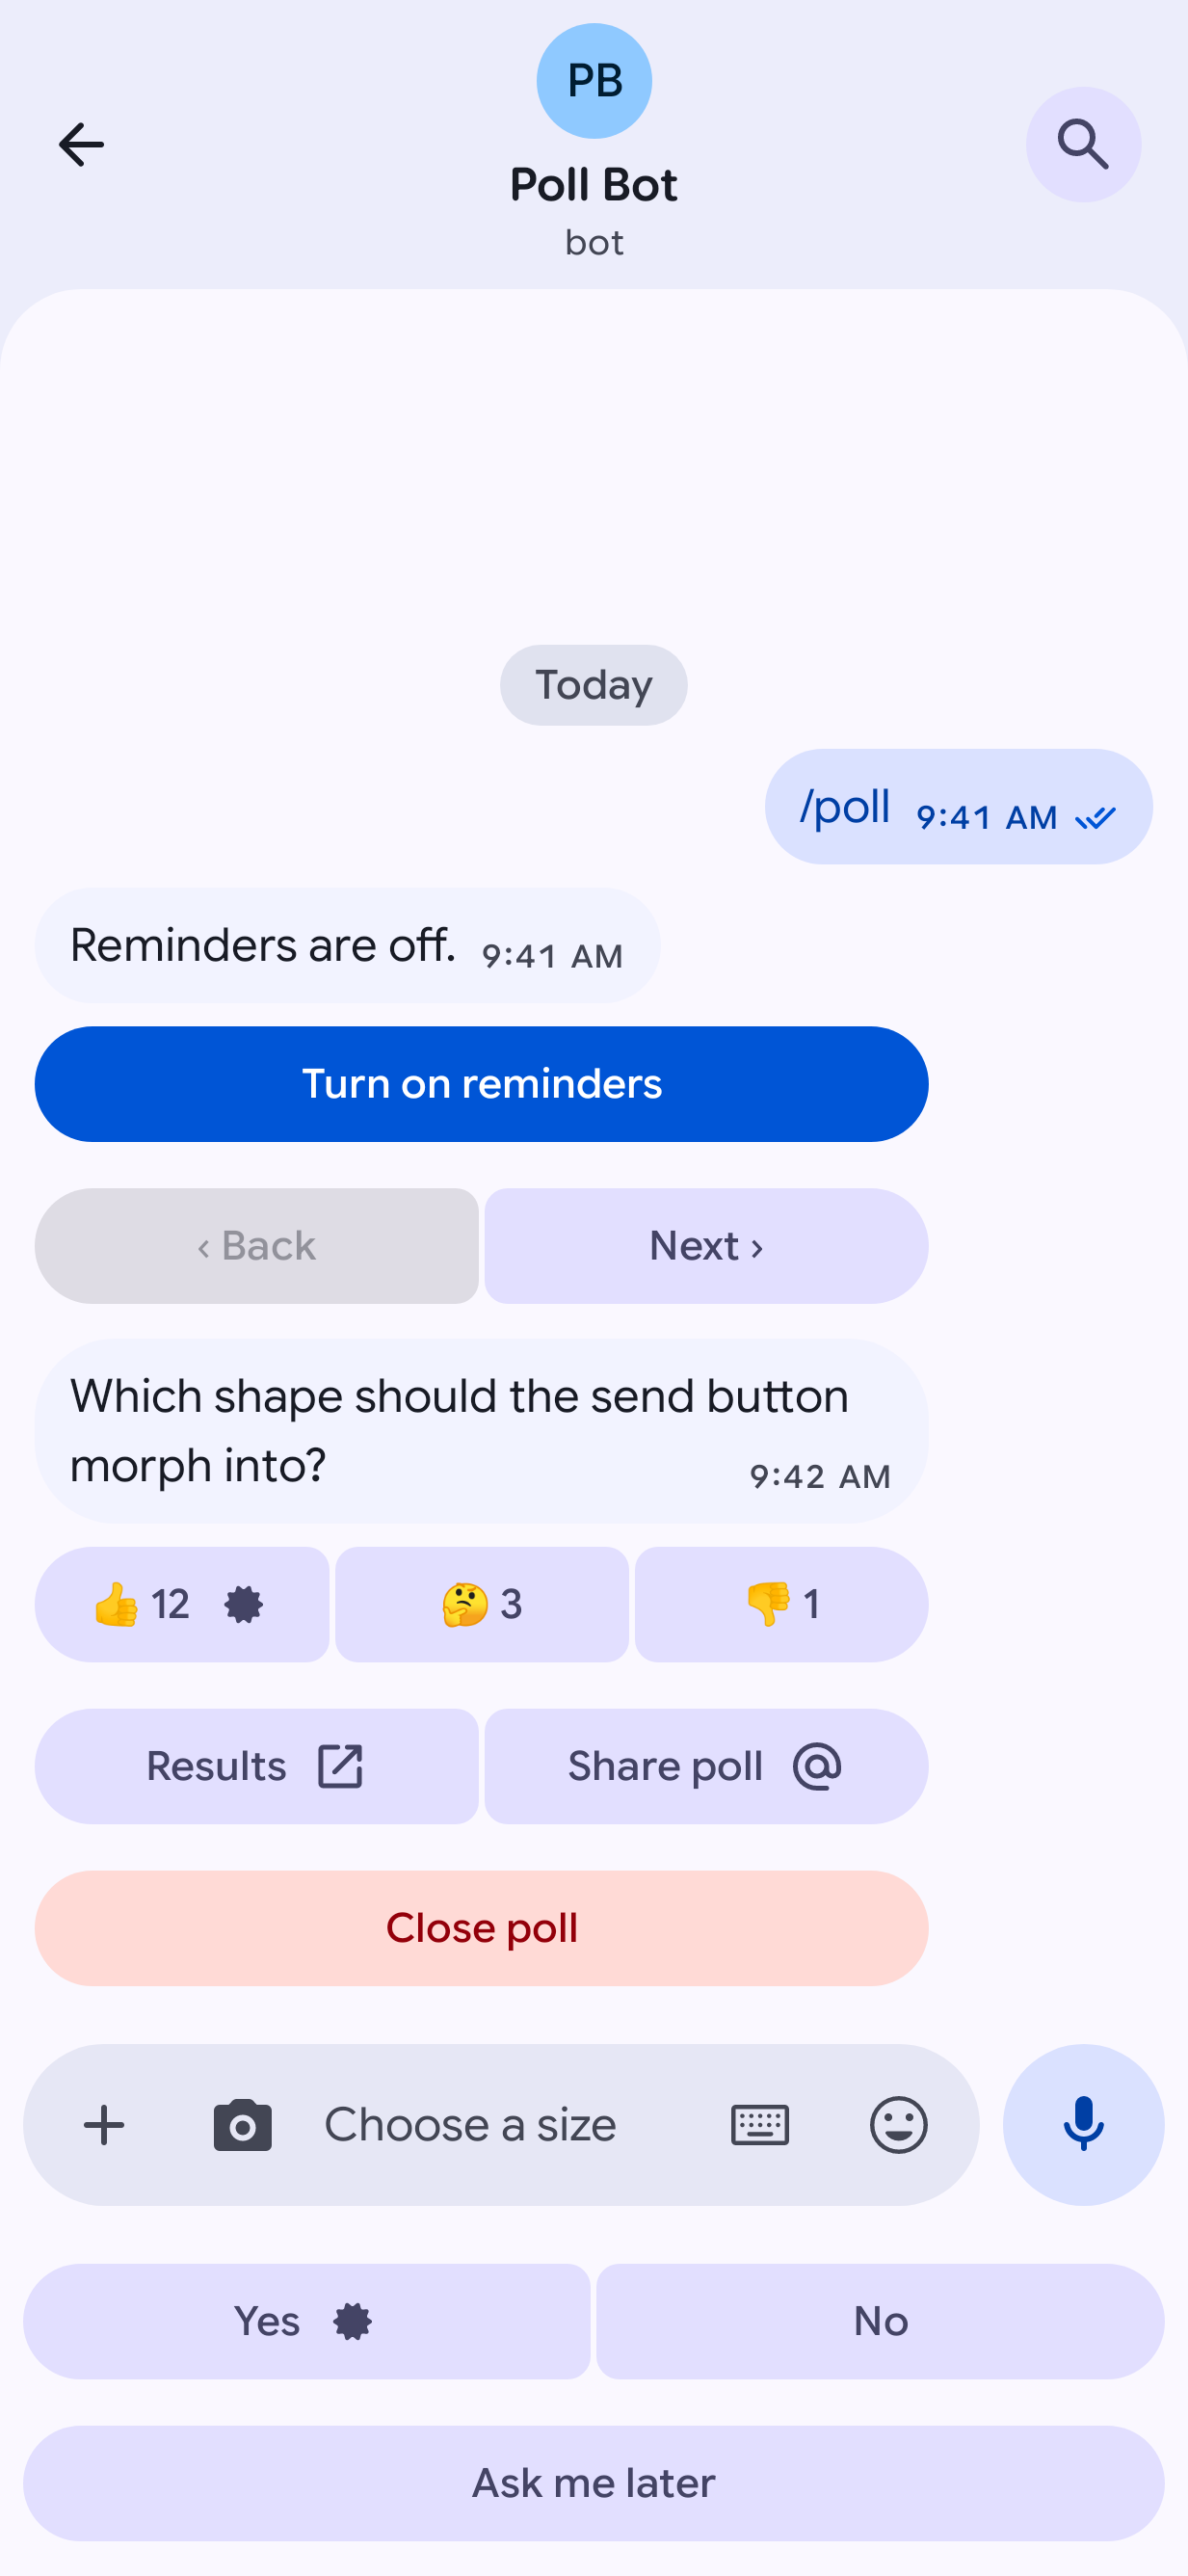 PB
Poll Bot
bot
Today
/poll 9:41 AM
Reminders are off. 9:41 AM
Turn on reminders
‹ Back
Next ›
Which shape should the send button
morph into? 9:42 AM
👍 12
🤔 3
👎 1
Results
Share poll @
Close poll
Choose a size
Yes
No
Ask me later